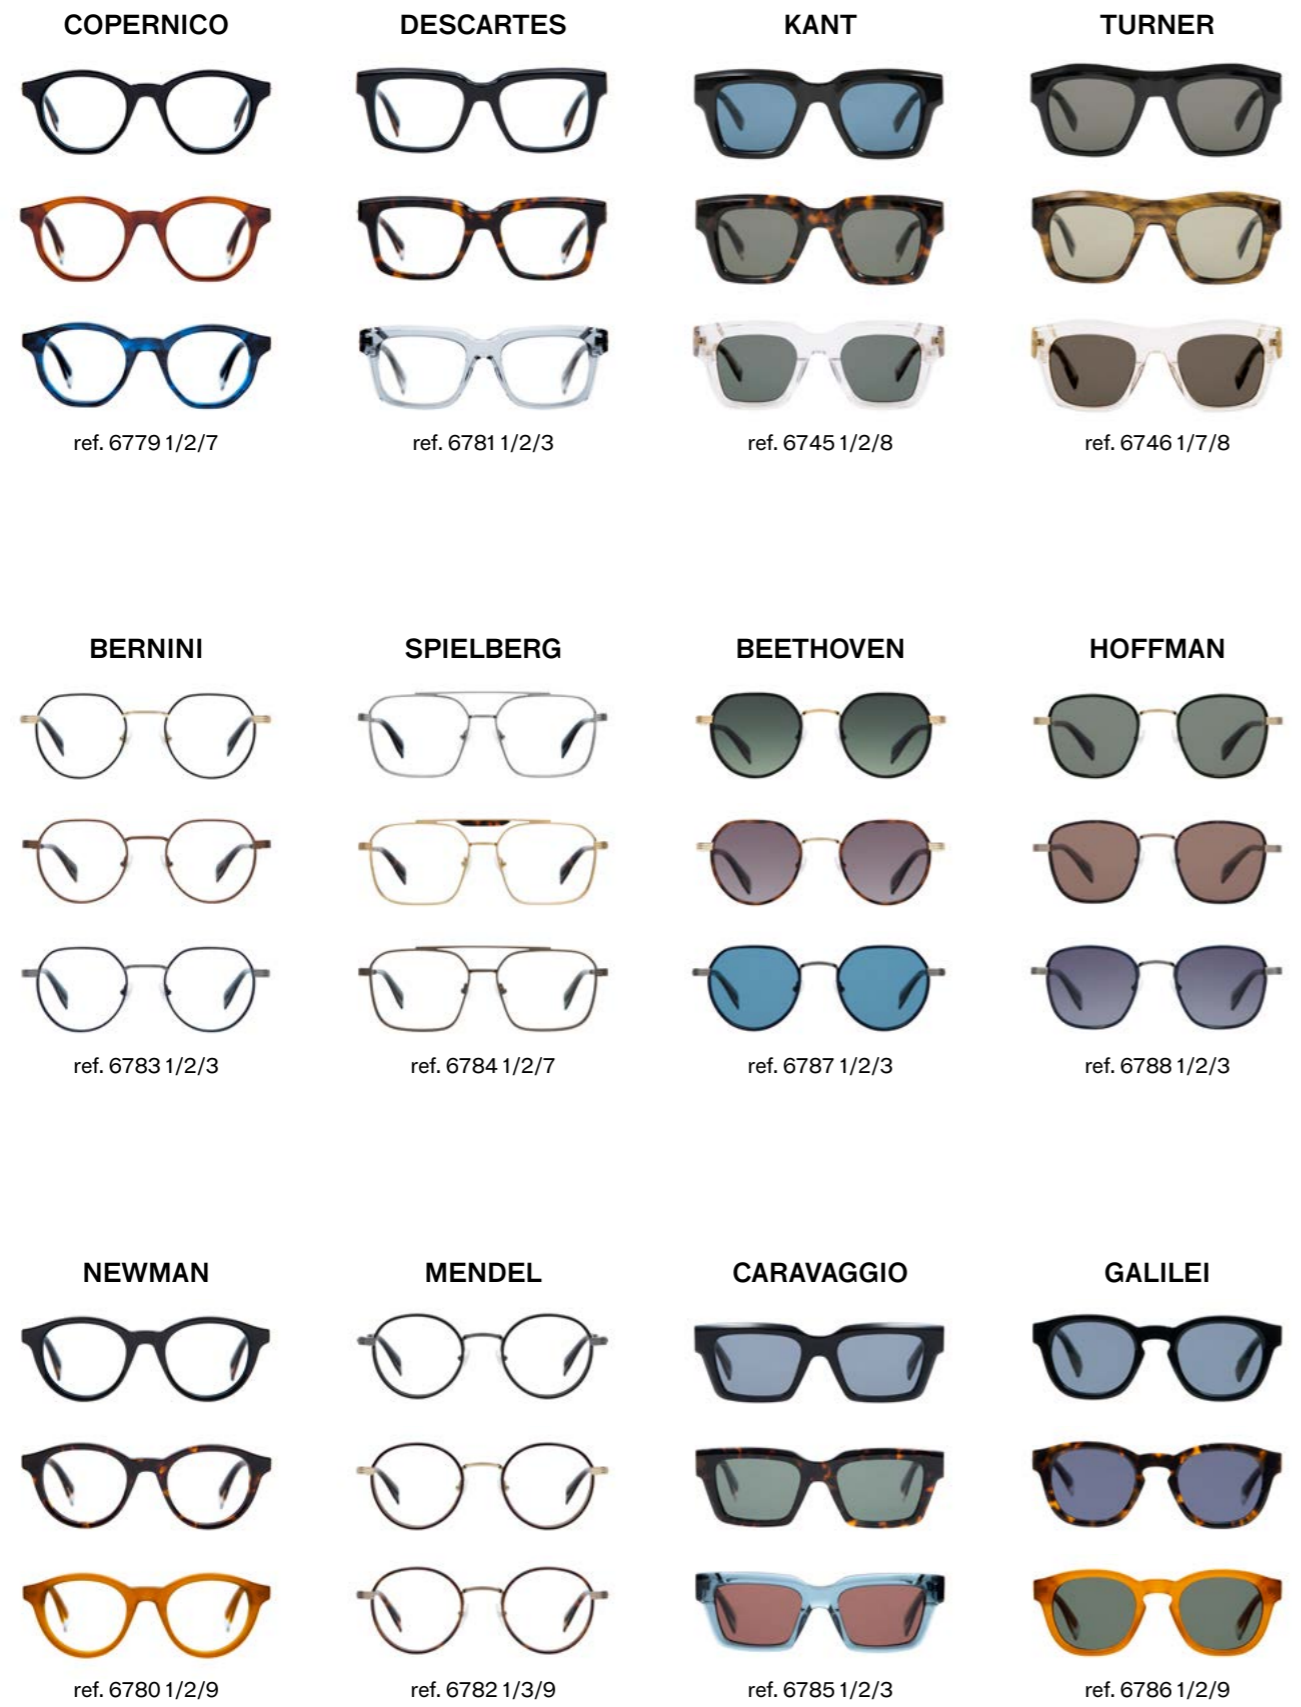 COPERNICO
DESCARTES
KANT
TURNER
ref. 6779 1/2/7
ref. 6781 1/2/3
ref. 6745 1/2/8
ref. 6746 1/7/8
BERNINI
SPIELBERG
BEETHOVEN
HOFFMAN
ref. 6783 1/2/3
ref. 6784 1/2/7
ref. 6787 1/2/3
ref. 6788 1/2/3
NEWMAN
MENDEL
CARAVAGGIO
GALILEI
ref. 6780 1/2/9
ref. 6782 1/3/9
ref. 6785 1/2/3
ref. 6786 1/2/9